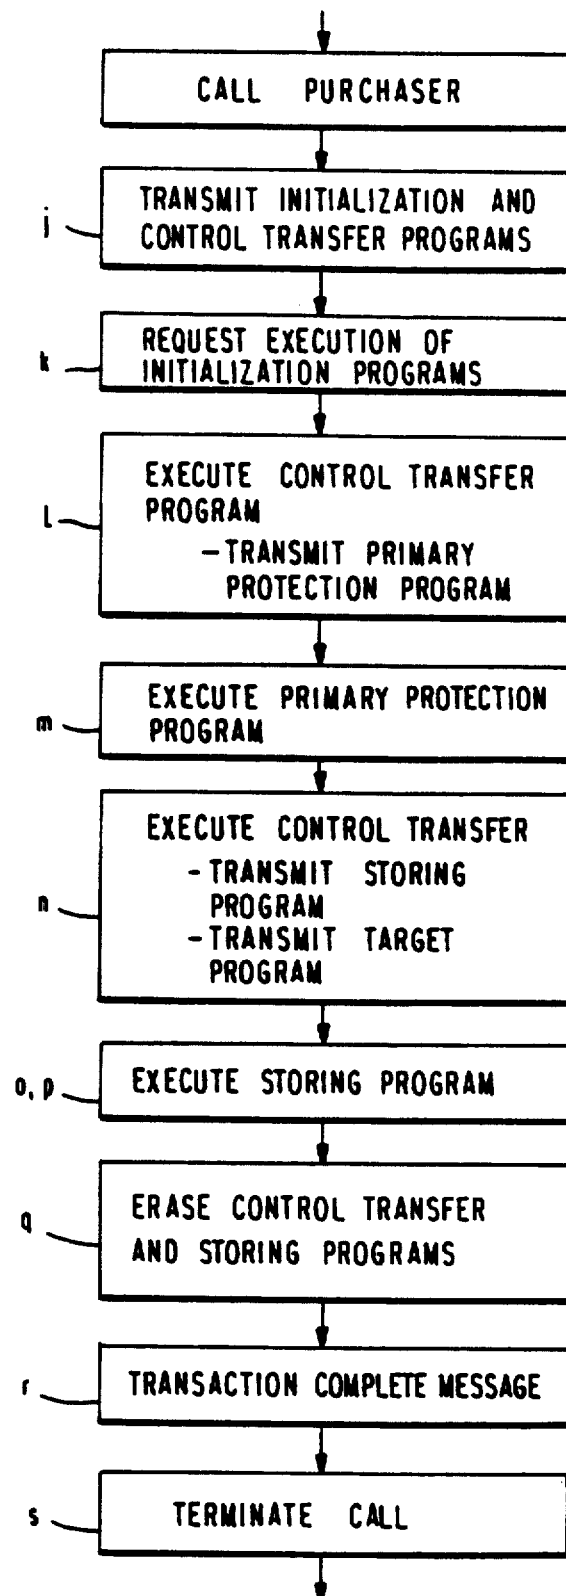 CALL PURCHASER
j
TRANSMIT INITIALIZATION AND
CONTROL TRANSFER PROGRAMS
k
REQUEST EXECUTION OF
INITIALIZATION PROGRAMS
L
EXECUTE CONTROL TRANSFER
PROGRAM
-TRANSMIT PRIMARY
PROTECTION PROGRAM
m
EXECUTE PRIMARY PROTECTION
PROGRAM
n
EXECUTE CONTROL TRANSFER
-TRANSMIT STORING
PROGRAM
-TRANSMIT TARGET
PROGRAM
o, p
EXECUTE STORING PROGRAM
q
ERASE CONTROL TRANSFER
AND STORING PROGRAMS
r
TRANSACTION COMPLETE MESSAGE
s
TERMINATE CALL